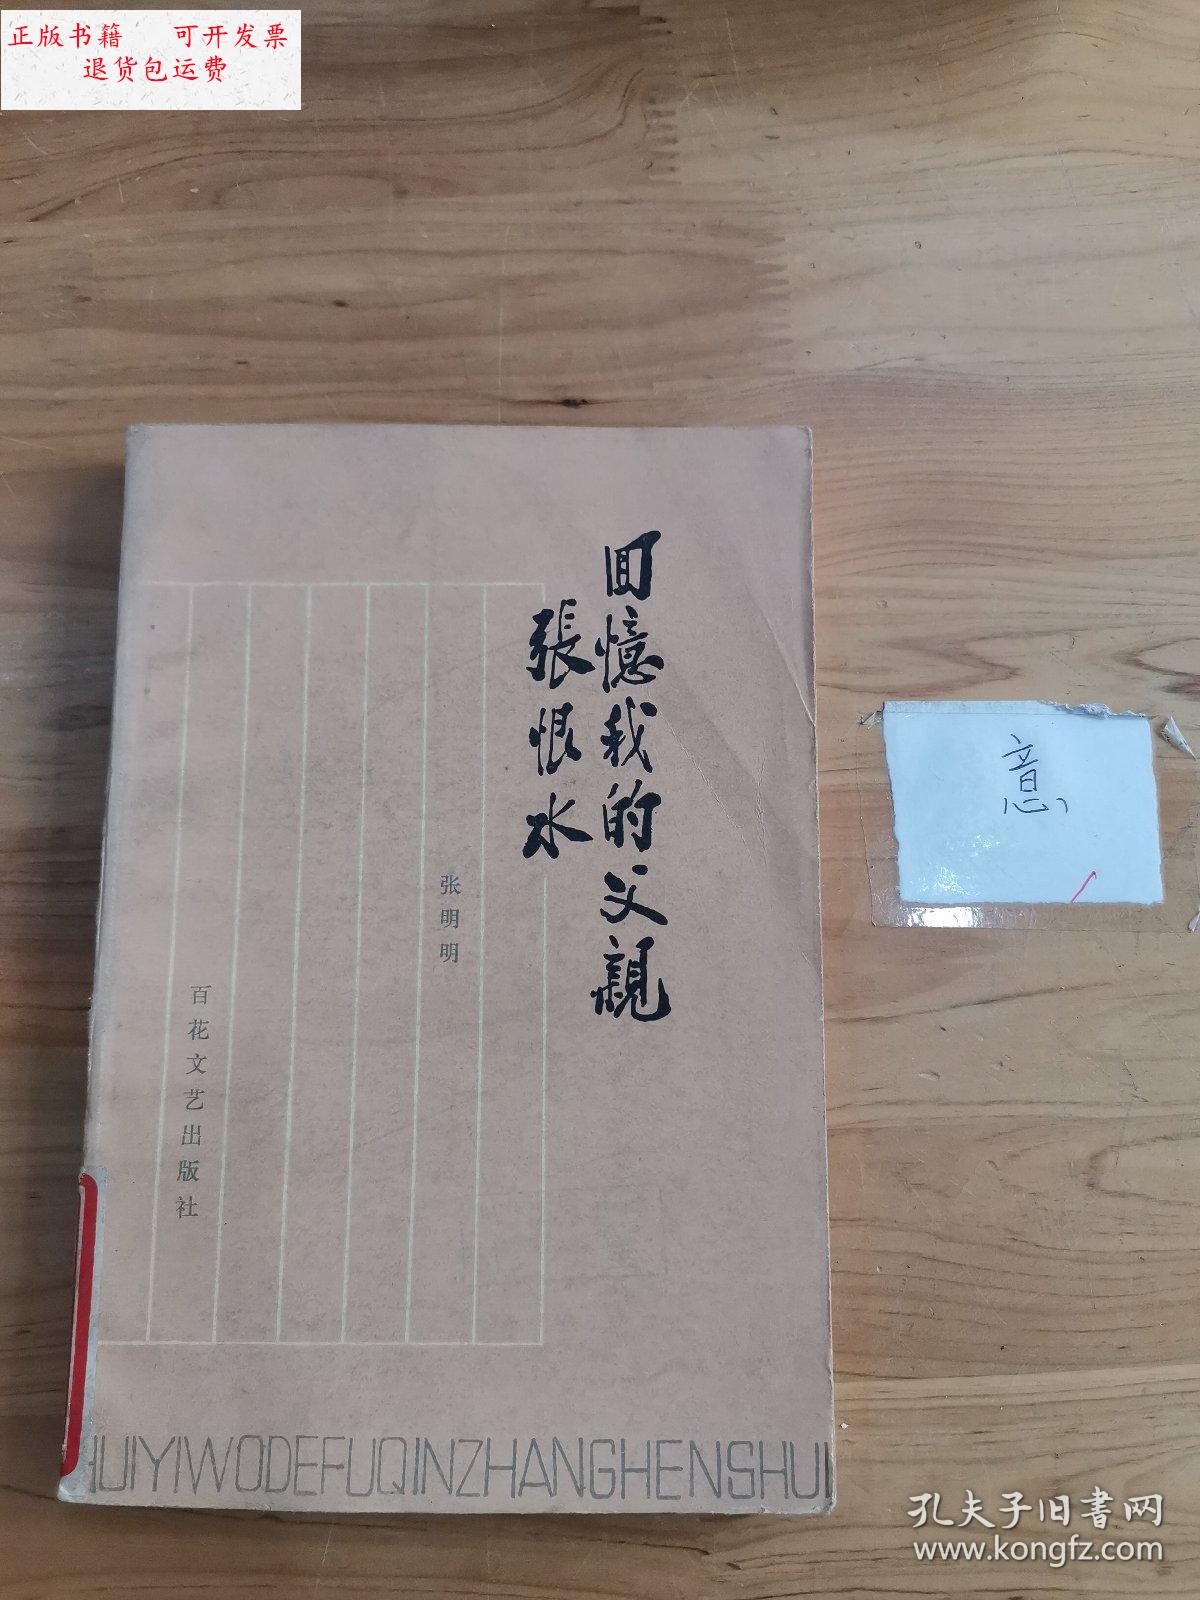 正版书籍 可开发票
退货包运费
回憶我的父親
張恨水
张明明
百花文艺出版社
HUIYIWODEFUQINZHANGHENSHUI
意
孔夫子旧书网
www.kongfz.com